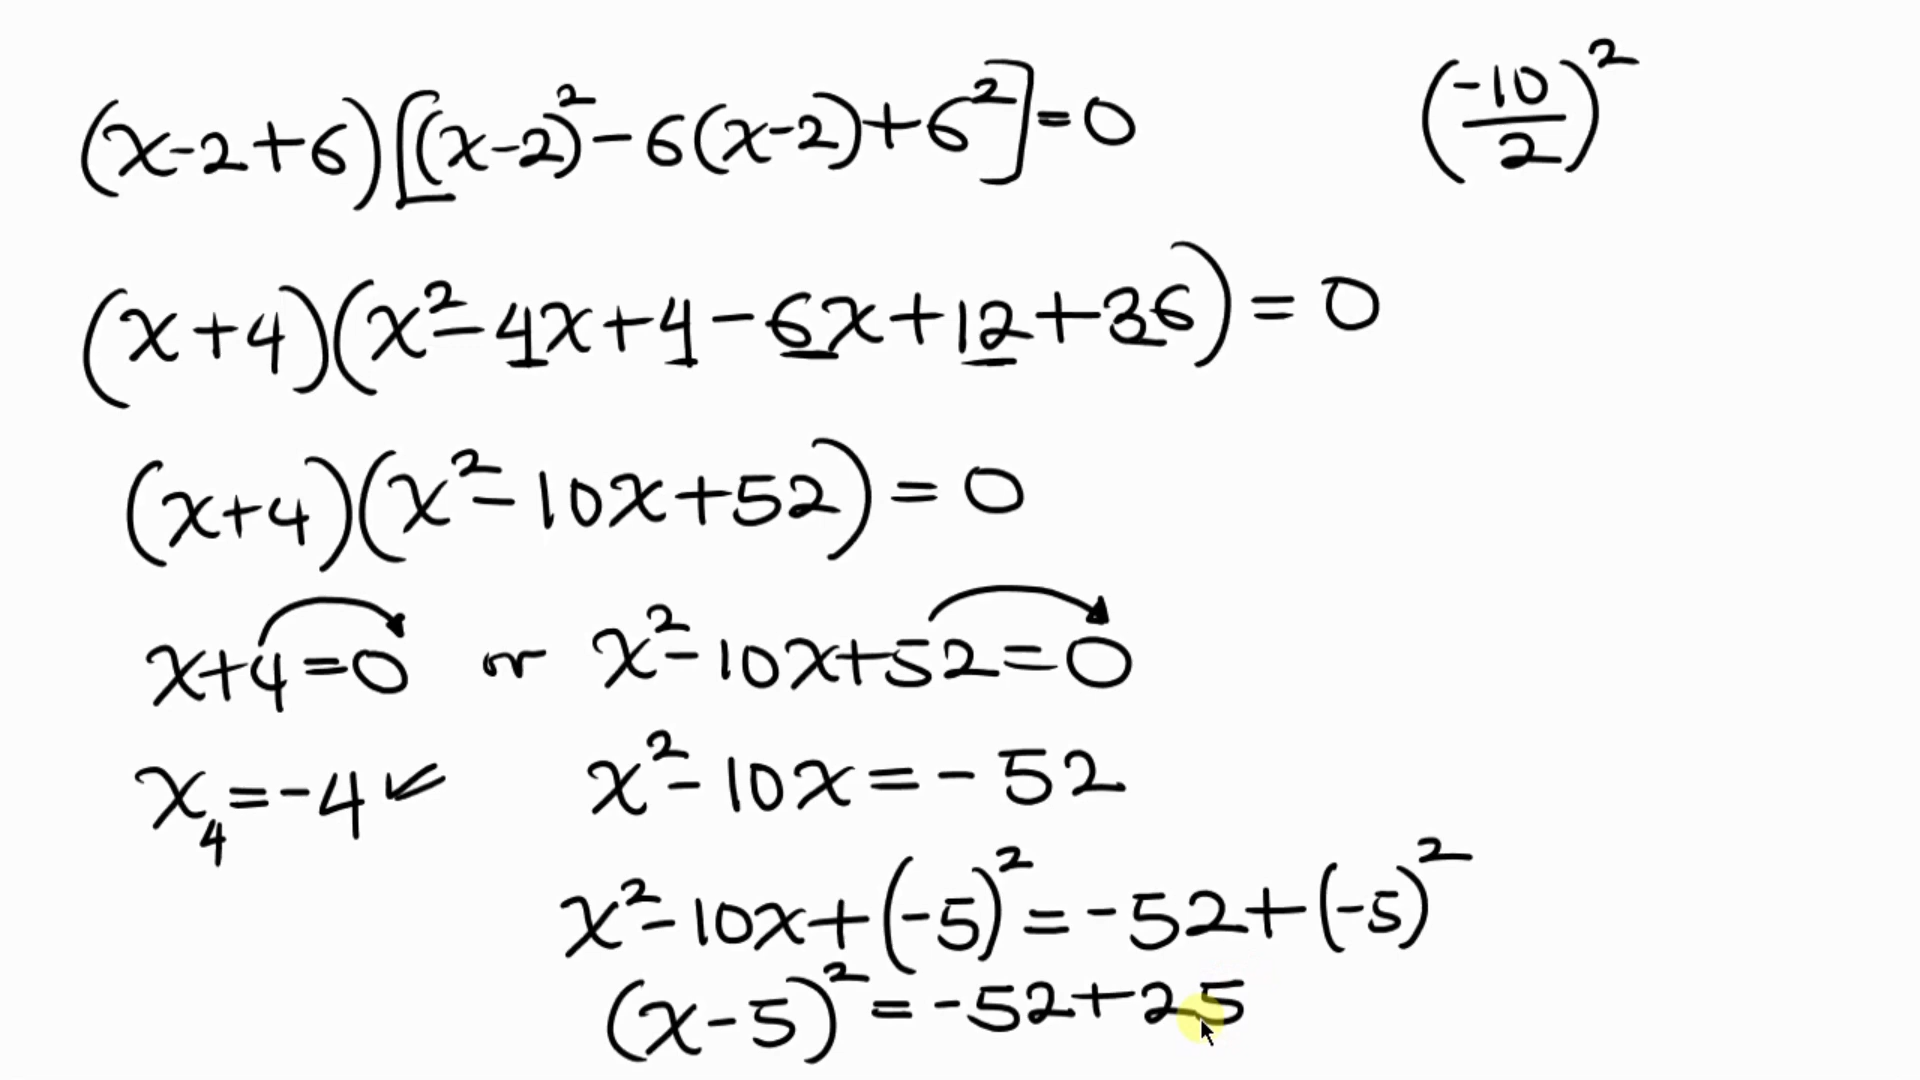 (x-2+6)[(x-2)²-6(x-2)+6²]=0
(-10/2)²
(x+4)(x²-4x+4-6x+12+36)=0
(x+4)(x²-10x+52)=0
x+4=0 or x²-10x+52=0
x₄=-4✓ x²-10x=-52
x²-10x+(-5)²=-52+(-5)²
(x-5)²=-52+25